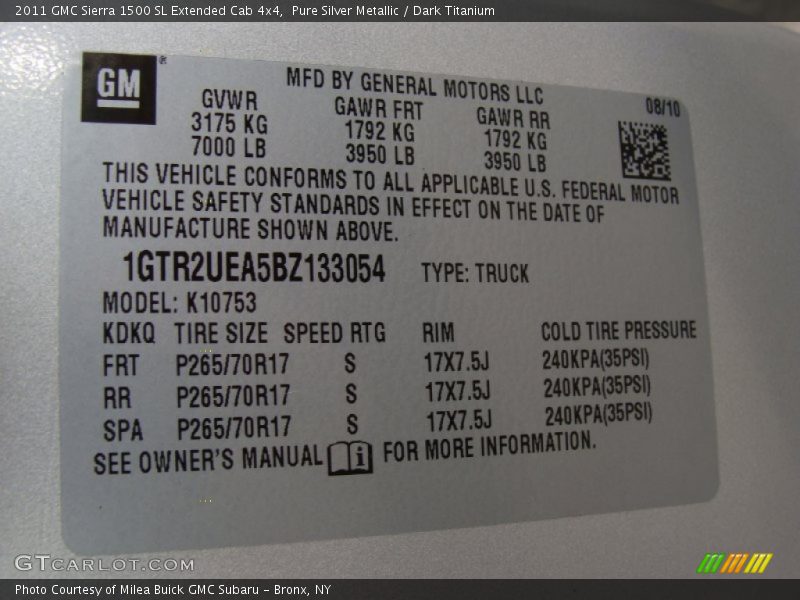 2011 GMC Sierra 1500 SL Extended Cab 4x4,  Pure Silver Metallic / Dark Titanium
GM®
MFD BY GENERAL MOTORS LLC
08/10
GVWR GAWR FRT GAWR RR
3175 KG 1792 KG 1792 KG
7000 LB 3950 LB 3950 LB
THIS VEHICLE CONFORMS TO ALL APPLICABLE U.S. FEDERAL MOTOR
VEHICLE SAFETY STANDARDS IN EFFECT ON THE DATE OF
MANUFACTURE SHOWN ABOVE.
1GTR2UEA5BZ133054 TYPE: TRUCK
MODEL: K10753
KDKQ TIRE SIZE SPEED RTG RIM COLD TIRE PRESSURE
FRT P265/70R17 S 17X7.5J 240KPA(35PSI)
RR P265/70R17 S 17X7.5J 240KPA(35PSI)
SPA P265/70R17 S 17X7.5J 240KPA(35PSI)
SEE OWNER'S MANUAL i FOR MORE INFORMATION.
GTCARLOT.COM
Photo Courtesy of Milea Buick GMC Subaru - Bronx, NY